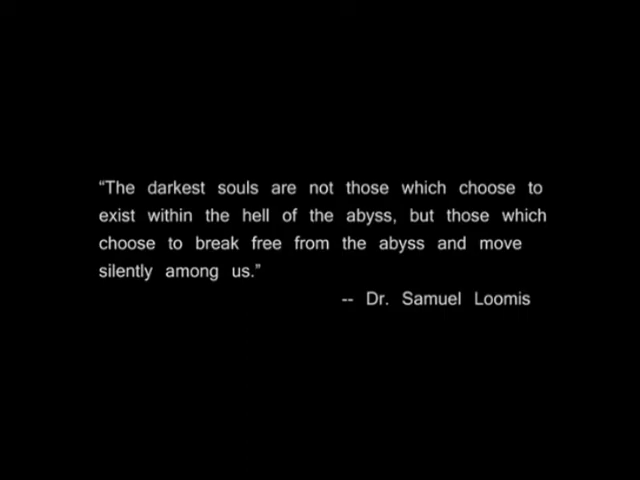 “The darkest souls are not those which choose to
exist within the hell of the abyss, but those which
choose to break free from the abyss and move
silently among us.”
-- Dr. Samuel Loomis